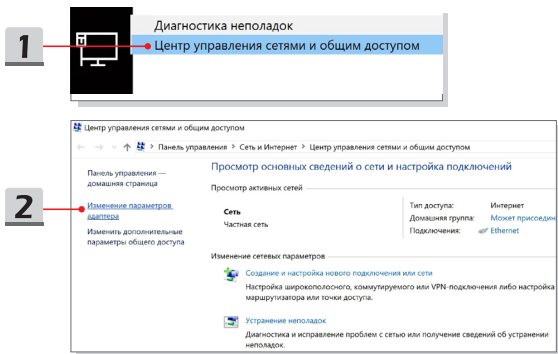 1
Диагностика неполадок
Центр управления сетями и общим доступом
Центр управления сетями и общим доступом
Панель управления > Сеть и Интернет > Центр управления сетями и общим доступом
2
Панель управления —
домашняя страница
Изменение параметров
адаптера
Изменить дополнительные
параметры общего доступа
Просмотр основных сведений о сети и настройка подключений
Просмотр активных сетей
Сеть
Частная сеть
Тип доступа: Интернет
Домашняя группа: Может присоедин
Подключения: Ethernet
Изменение сетевых параметров
Создание и настройка нового подключения или сети
Настройка широкополосного, коммутируемого или VPN-подключения либо настройка
маршрутизатора или точки доступа.
Устранение неполадок
Диагностика и исправление проблем с сетью или получение сведений об устранении
неполадок.